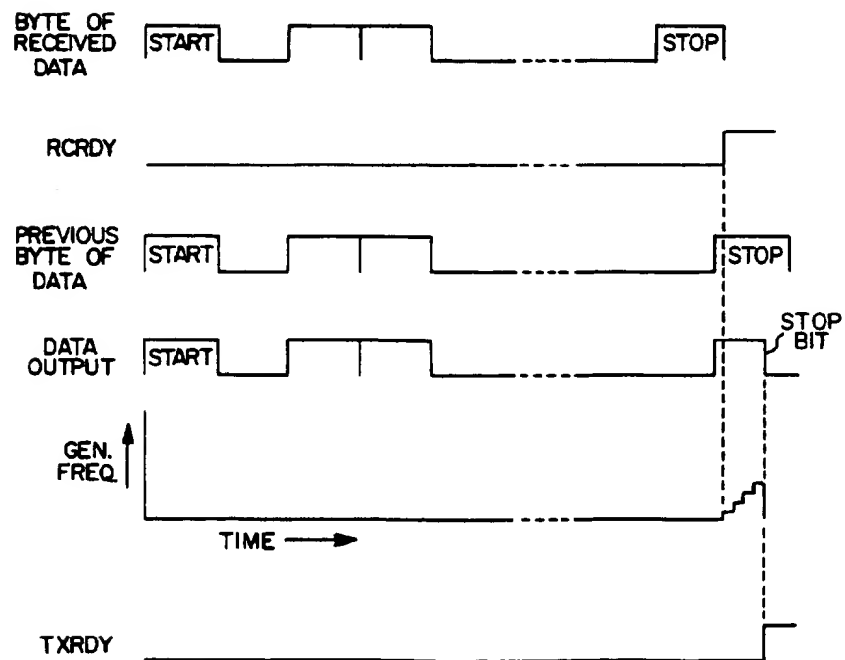 BYTE OF
RECEIVED
DATA
START
STOP
RCRDY
PREVIOUS
BYTE OF
DATA
START
STOP
DATA
OUTPUT
START
STOP
BIT
GEN.
FREQ.
TIME
TXRDY